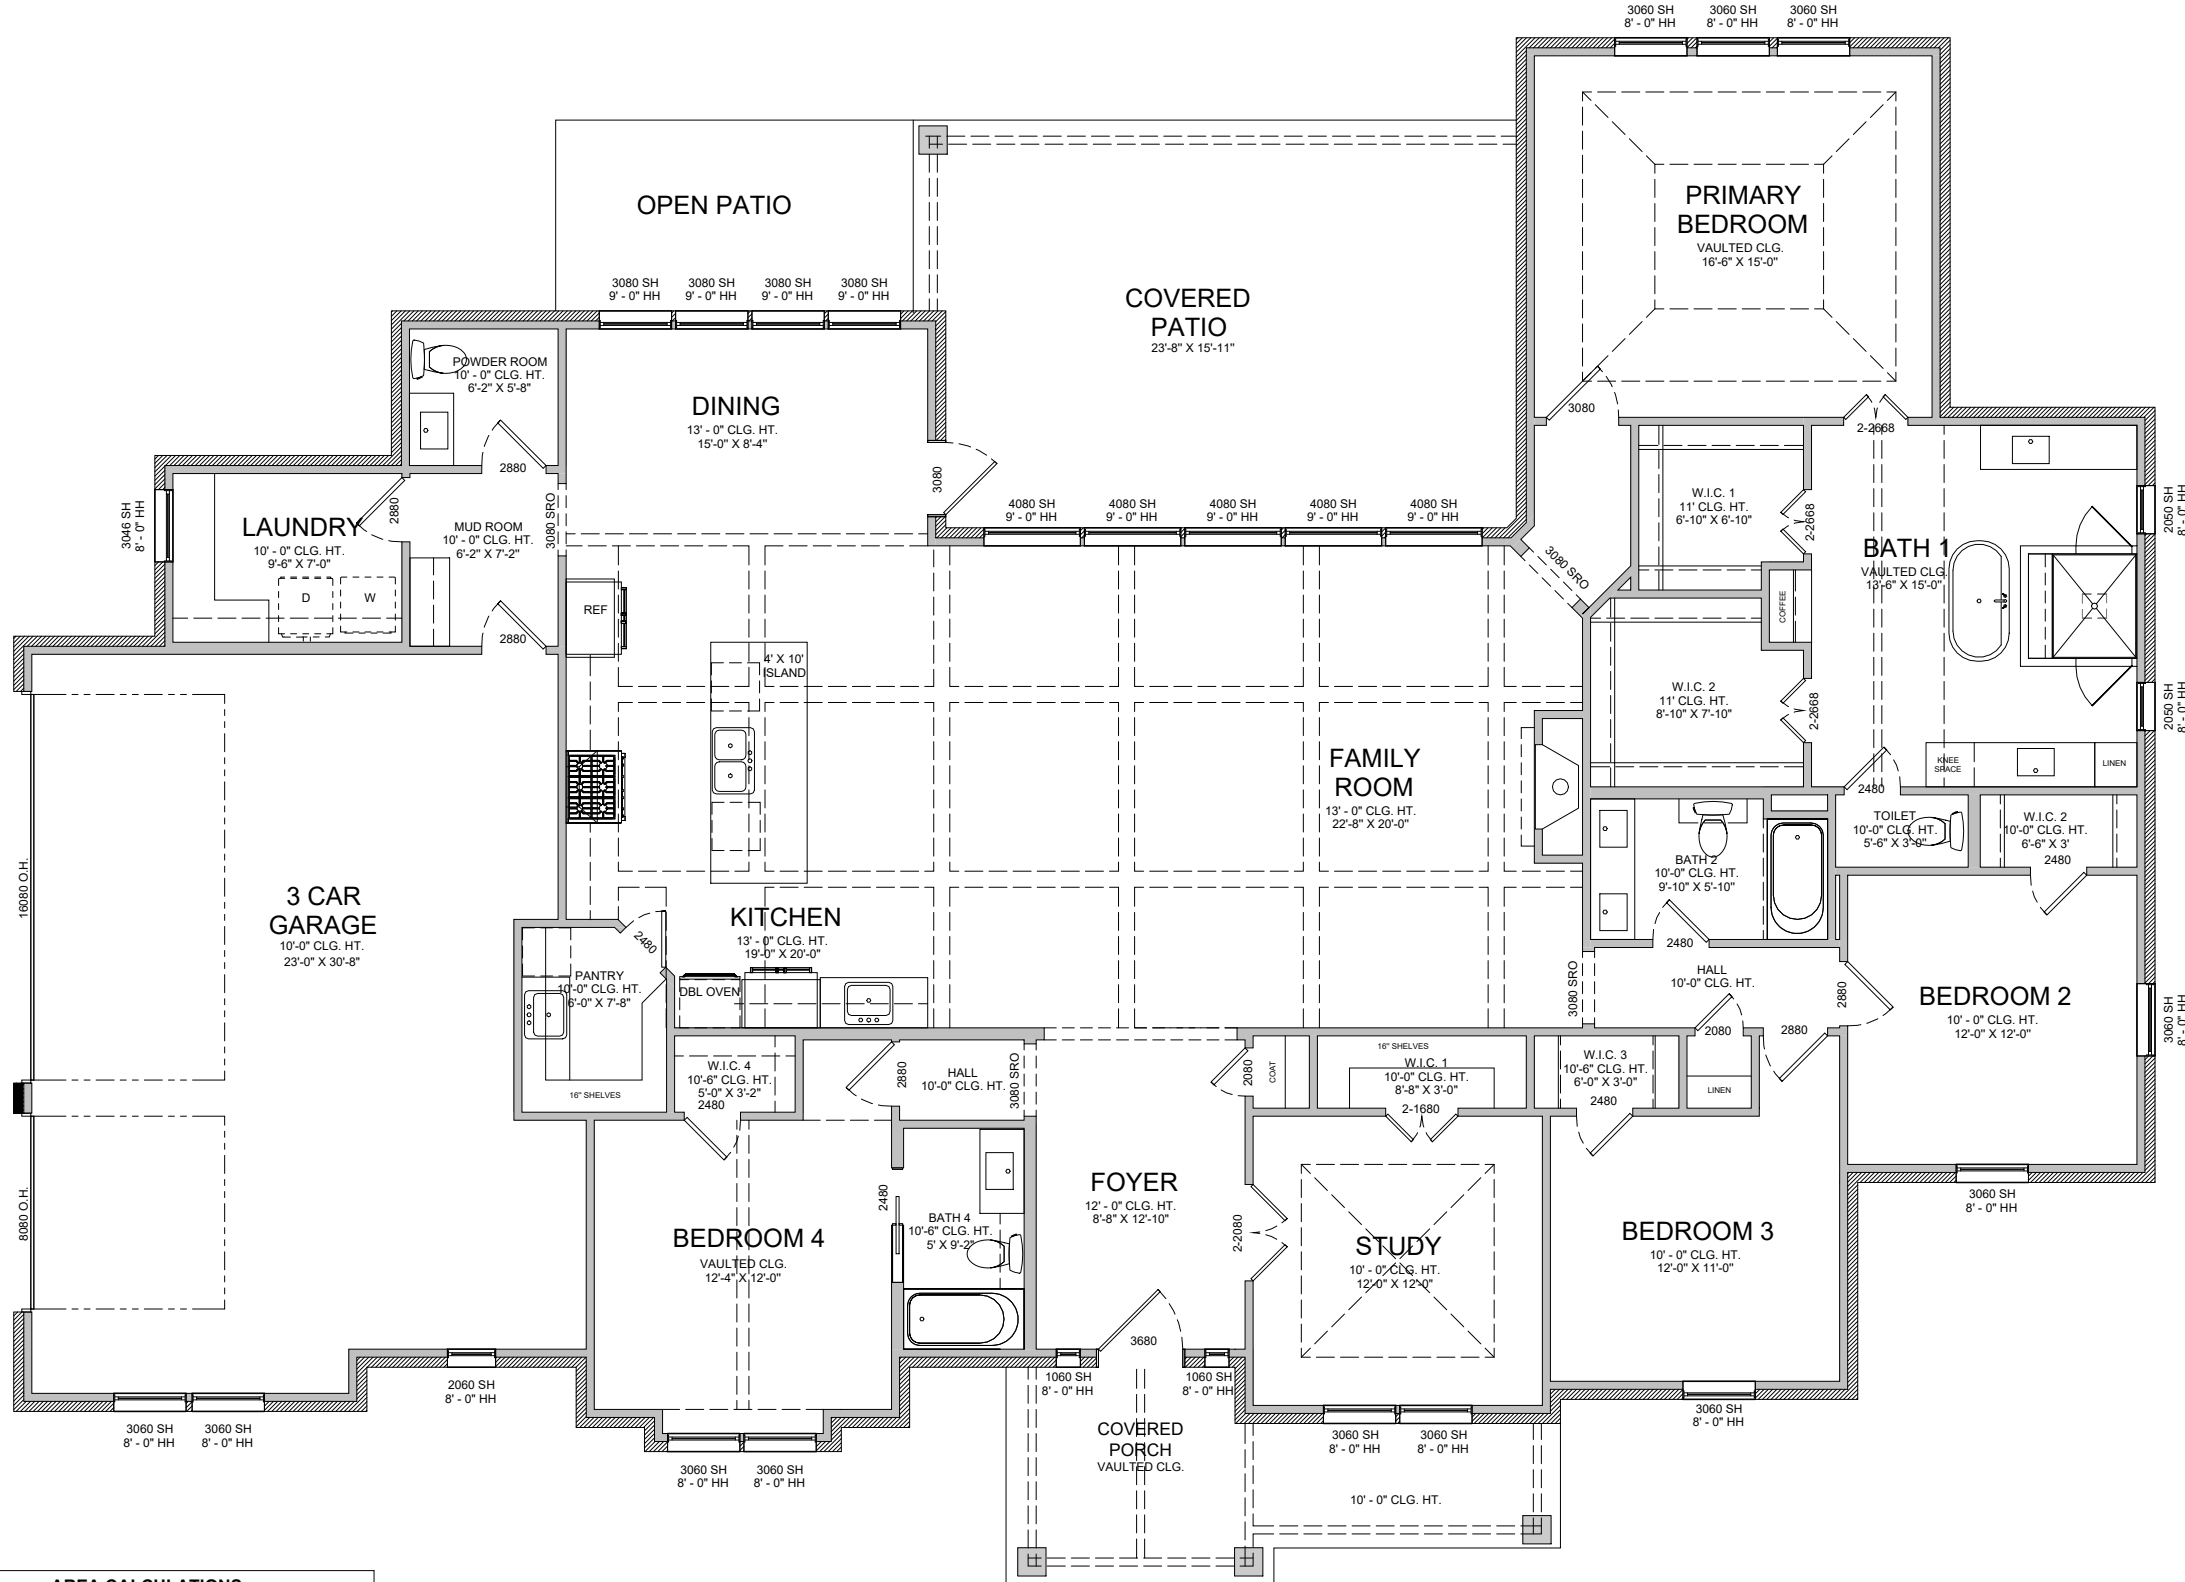 3060 SH 3060 SH 3060 SH
8' - 0" HH 8' - 0" HH 8' - 0" HH
OPEN PATIO
PRIMARY
BEDROOM
VAULTED CLG.
16'-6" X 15'-0"
3080 SH 3080 SH 3080 SH 3080 SH
9' - 0" HH 9' - 0" HH 9' - 0" HH 9' - 0" HH
COVERED
PATIO
23'-8" X 15'-11"
POWDER ROOM
10' - 0" CLG. HT.
6'-2" X 5'-8"
2880
DINING
13' - 0" CLG. HT.
15'-0" X 8'-4"
3080
3080
2-2668
4080 SH 4080 SH 4080 SH 4080 SH 4080 SH
9' - 0" HH 9' - 0" HH 9' - 0" HH 9' - 0" HH 9' - 0" HH
3046 SH
8' - 0" HH
LAUNDRY
10' - 0" CLG. HT.
9'-6" X 7'-0"
D
W
2880
MUD ROOM
10' - 0" CLG. HT.
6'-2" X 7'-2"
3080 SRO
2880
3080 SRO
W.I.C. 1
11' CLG. HT.
6'-10" X 6'-10"
2-2668
BATH 1
VAULTED CLG.
13'-6" X 15'-0"
COFFEE
2050 SH
8' - 0" HH
2050 SH
8' - 0" HH
REF
4' X 10'
ISLAND
W.I.C. 2
11' CLG. HT.
8'-10" X 7'-10"
2-2668
KNEE
SPACE
LINEN
2480
FAMILY
ROOM
13' - 0" CLG. HT.
22'-8" X 20'-0"
TOILET
10'-0" CLG. HT.
5'-6" X 3'-0"
W.I.C. 2
10'-0" CLG. HT.
6'-6" X 3'
2480
BATH 2
10'-0" CLG. HT.
9'-10" X 5'-10"
2480
16080 O.H.
3 CAR
GARAGE
10'-0" CLG. HT.
23'-0" X 30'-8"
KITCHEN
13' - 0" CLG. HT.
19'-0" X 20'-0"
2480
PANTRY
10'-0" CLG. HT.
6'-0" X 7'-8"
16" SHELVES
DBL OVEN
3080 SRO
HALL
10'-0" CLG. HT.
2880
2080
2880
BEDROOM 2
10' - 0" CLG. HT.
12'-0" X 12'-0"
3060 SH
8' - 0" HH
3060 SH
8' - 0" HH
W.I.C. 4
10'-6" CLG. HT.
5'-0" X 3'-2"
2480
2880
HALL
10'-0" CLG. HT.
3080 SRO
2080
COAT
16" SHELVES
W.I.C. 1
10'-0" CLG. HT.
8'-8" X 3'-0"
2-1680
W.I.C. 3
10'-6" CLG. HT.
6'-0" X 3'-0"
2480
LINEN
8080 O.H.
BEDROOM 4
VAULTED CLG.
12'-4" X 12'-0"
2480
BATH 4
10'-6" CLG. HT.
5' X 9'-2"
FOYER
12' - 0" CLG. HT.
8'-8" X 12'-10"
2-2080
STUDY
10' - 0" CLG. HT.
12'-0" X 12'-0"
BEDROOM 3
10' - 0" CLG. HT.
12'-0" X 11'-0"
3680
2060 SH
8' - 0" HH
1060 SH
8' - 0" HH
1060 SH
8' - 0" HH
3060 SH 3060 SH
8' - 0" HH 8' - 0" HH
3060 SH 3060 SH
8' - 0" HH 8' - 0" HH
COVERED
PORCH
VAULTED CLG.
3060 SH 3060 SH
8' - 0" HH 8' - 0" HH
3060 SH
8' - 0" HH
10' - 0" CLG. HT.
AREA CALCULATIONS